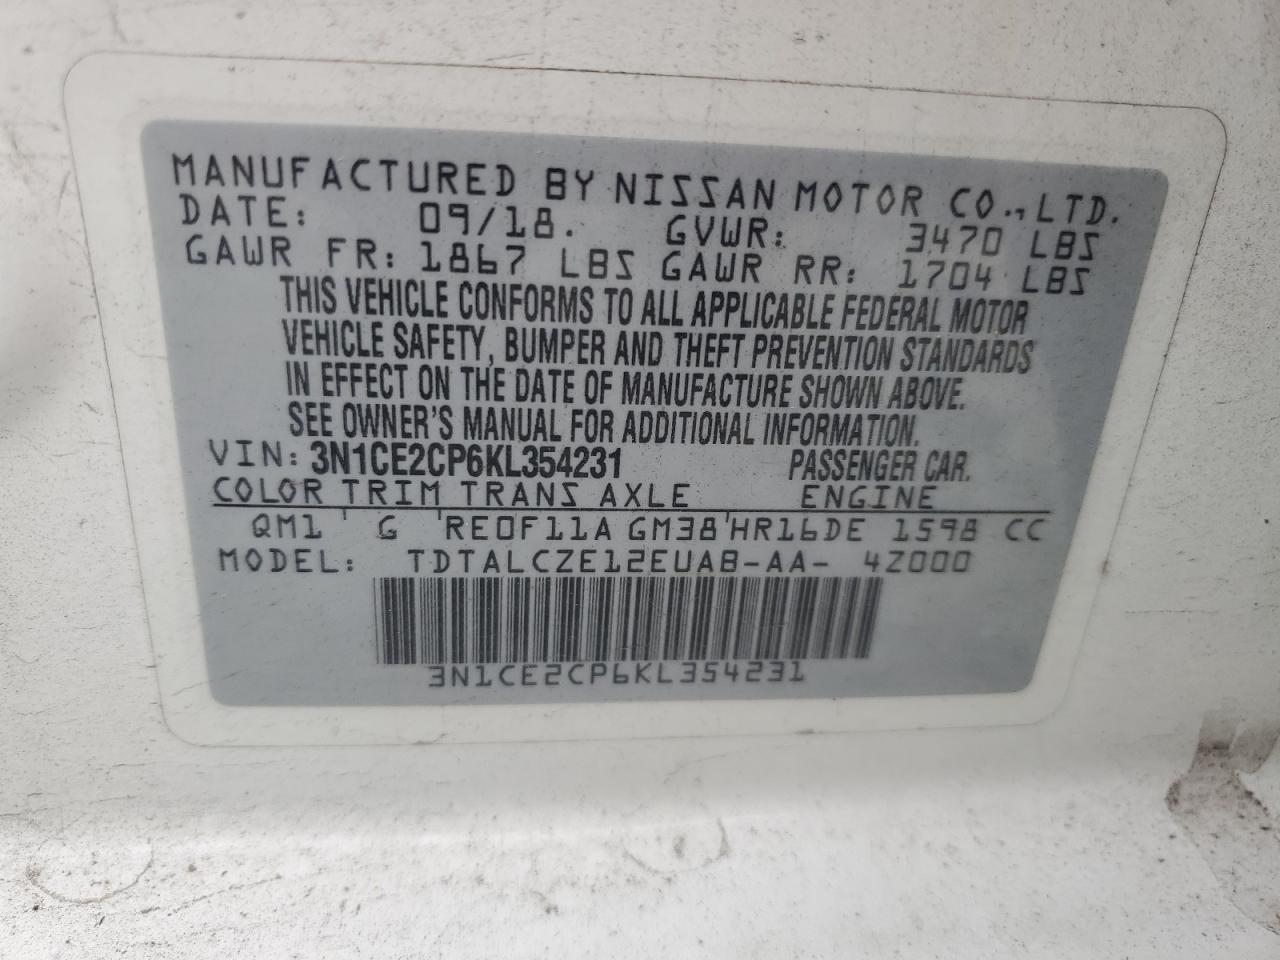 MANUFACTURED BY NISSAN MOTOR CO., LTD.
DATE: 09/18. GVWR: 3470 LBS
GAWR FR: 1867 LBS GAWR RR: 1704 LBS
THIS VEHICLE CONFORMS TO ALL APPLICABLE FEDERAL MOTOR
VEHICLE SAFETY, BUMPER AND THEFT PREVENTION STANDARDS
IN EFFECT ON THE DATE OF MANUFACTURE SHOWN ABOVE.
SEE OWNER'S MANUAL FOR ADDITIONAL INFORMATION.
VIN: 3N1CE2CP6KL354231 PASSENGER CAR.
COLOR TRIM TRANS AXLE ENGINE
QM1 ' G ' RE0F11A GM38 ' HR16DE 1598 CC
MODEL: TDTALCZE12EUAB-AA- 4Z000
3N1CE2CP6KL354231